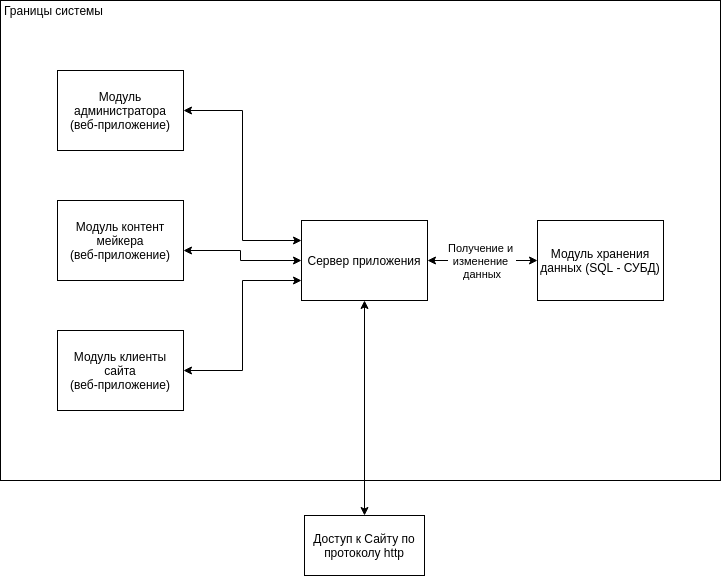 Границы системы
Модуль
администратора
(веб-приложение)
Модуль контент
мейкера
(веб-приложение)
Сервер приложения
Получение и
изменение
данных
Модуль хранения
данных (SQL - СУБД)
Модуль клиенты
сайта
(веб-приложение)
Доступ к Сайту по
протоколу http